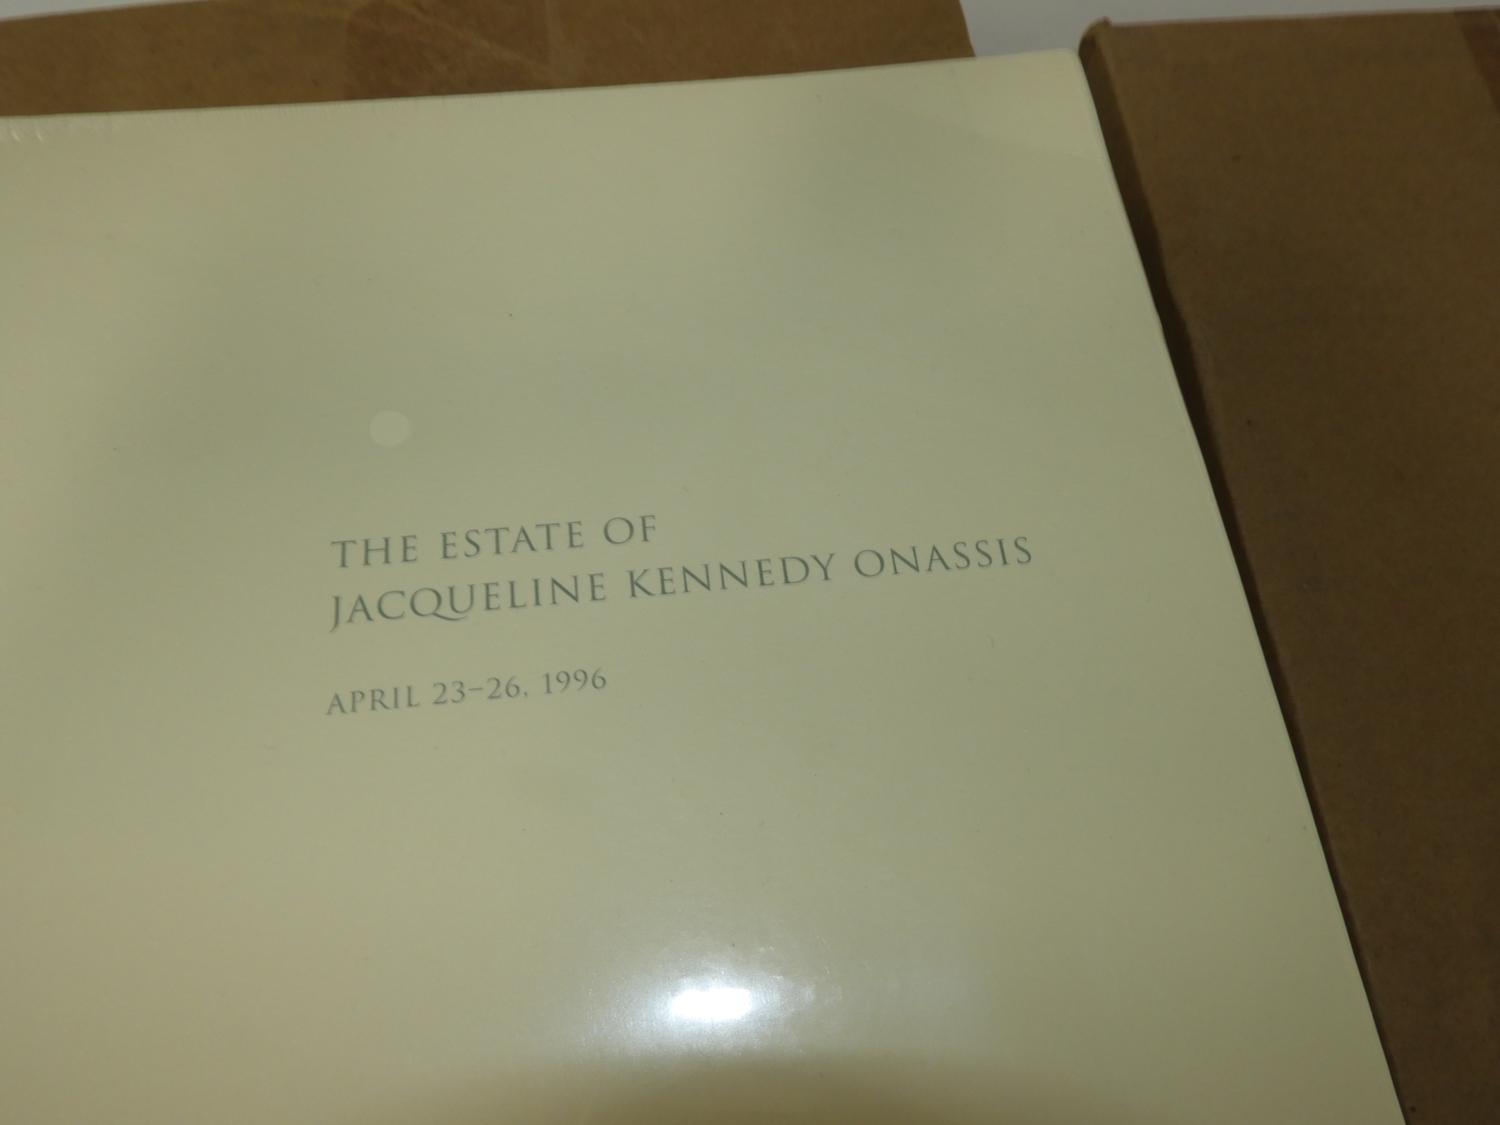 THE ESTATE OF
JACQUELINE KENNEDY ONASSIS
APRIL 23–26, 1996